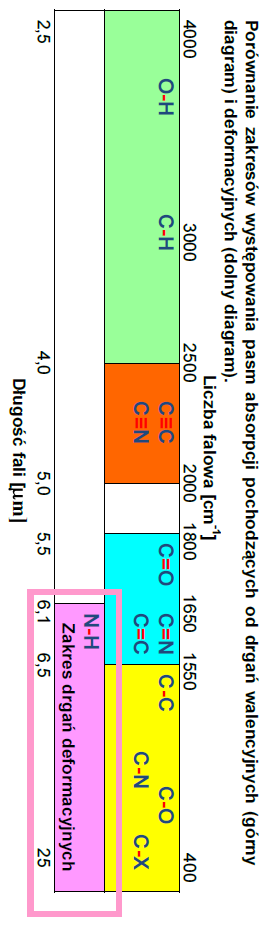 Porównanie zakresów występowania pasm absorpcji pochodzących od drgań walencyjnych (górny
diagram) i deformacyjnych (dolny diagram).
Liczba falowa [cm-1]
4000 3000 2500 2000 1800 1650 1550 400
O-H C-H C≡C C=O C=N C-C C-O
C≡N C=C C-N C-X
N-H
Zakres drgań deformacyjnych
2,5 4,0 5,0 5,5 6,1 6,5 25
Długość fali [µm]